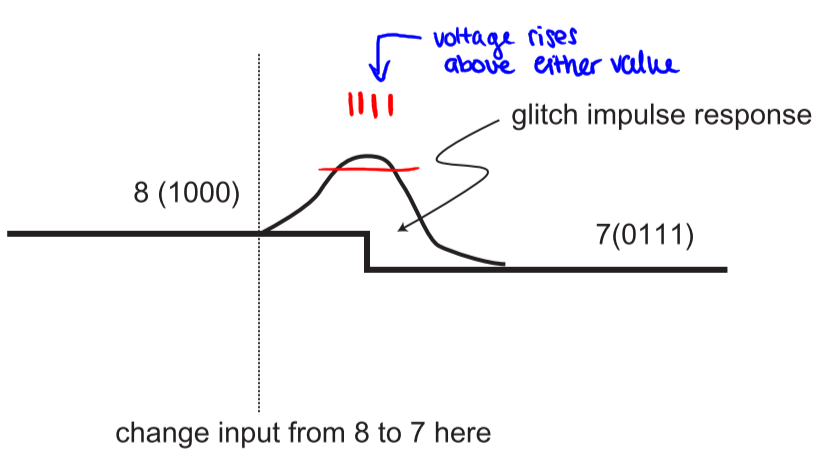 voltage rises
above either value
1111
glitch impulse response
8 (1000)
7(0111)
change input from 8 to 7 here